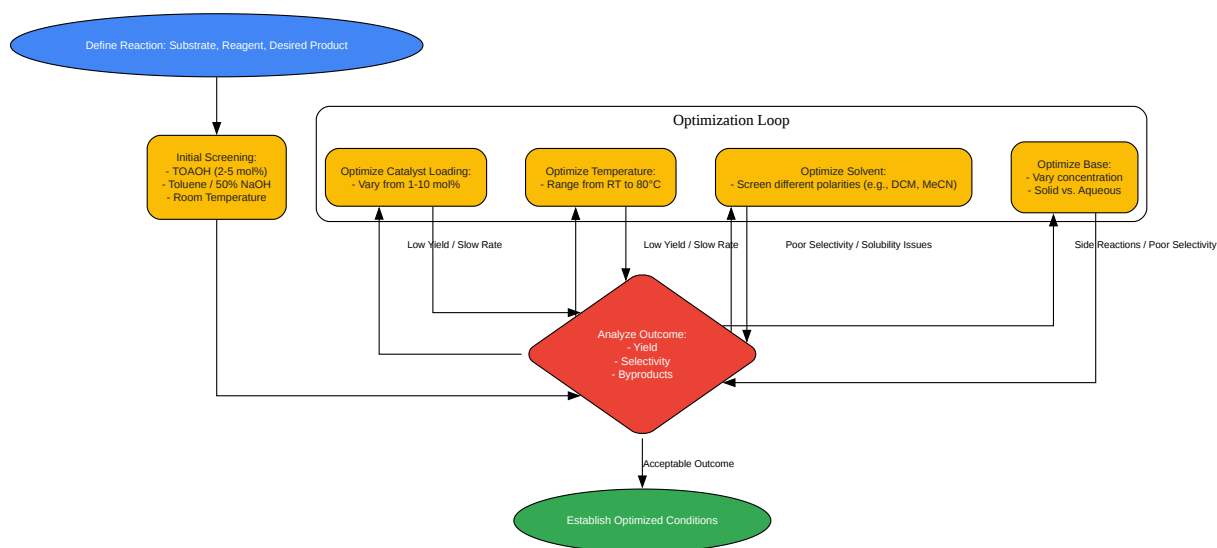 Define Reaction: Substrate, Reagent, Desired Product
Optimization Loop
Initial Screening:
- TOAOH (2-5 mol%)
- Toluene / 50% NaOH
- Room Temperature
Optimize Catalyst Loading:
- Vary from 1-10 mol%
Optimize Temperature:
- Range from RT to 80°C
Optimize Solvent:
- Screen different polarities (e.g., DCM, MeCN)
Optimize Base:
- Vary concentration
- Solid vs. Aqueous
Low Yield / Slow Rate
Low Yield / Slow Rate
Poor Selectivity / Solubility Issues
Side Reactions / Poor Selectivity
Analyze Outcome:
- Yield
- Selectivity
- Byproducts
Acceptable Outcome
Establish Optimized Conditions